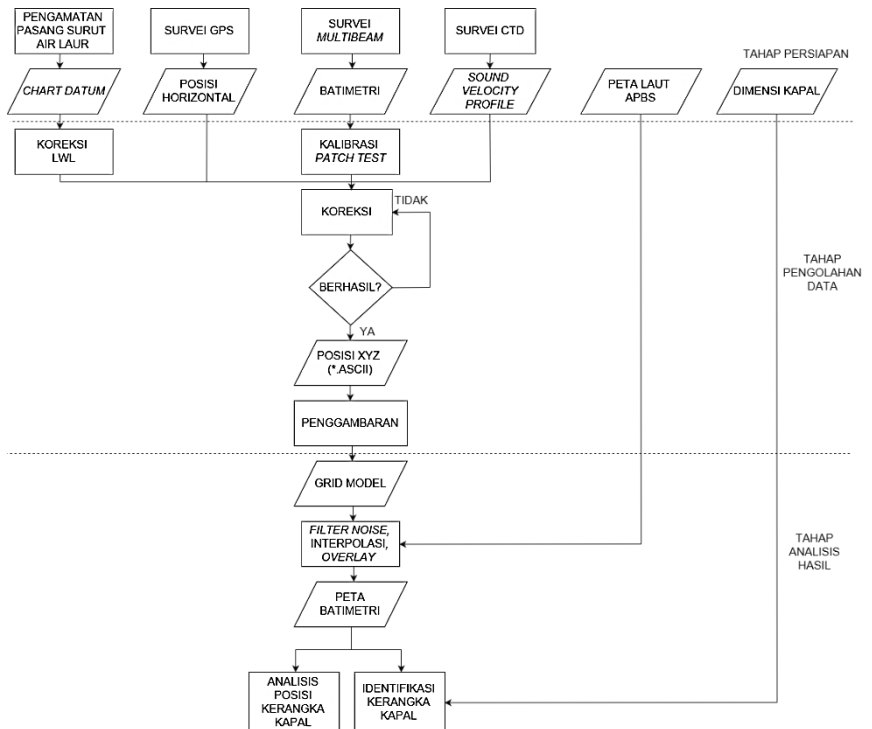 PENGAMATAN
PASANG SURUT
AIR LAUR
SURVEI GPS
SURVEI
MULTIBEAM
SURVEI CTD
TAHAP PERSIAPAN
CHART DATUM
POSISI
HORIZONTAL
BATIMETRI
SOUND
VELOCITY
PROFILE
PETA LAUT
APBS
DIMENSI KAPAL
KOREKSI
LWL
KALIBRASI
PATCH TEST
KOREKSI
TIDAK
TAHAP
PENGOLAHAN
DATA
BERHASIL?
YA
POSISI XYZ
(*.ASCII)
PENGGAMBARAN
GRID MODEL
FILTER NOISE,
INTERPOLASI,
OVERLAY
TAHAP
ANALISIS
HASIL
PETA
BATIMETRI
ANALISIS
POSISI
KERANGKA
KAPAL
IDENTIFIKASI
KERANGKA
KAPAL